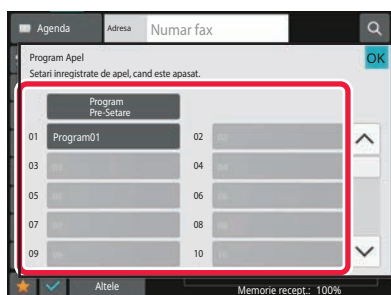 Agenda
Adresa
Numar fax
Program Apel
OK
Setari inregistrate de apel, cand este apasat.
Program
Pre-Setare
01 Program01 02
03 04
05 06
07 08
09 10
Altele
Memorie recepţ.: 100%